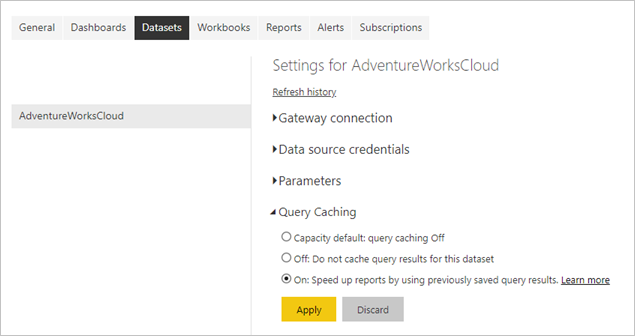 General Dashboards Datasets Workbooks Reports Alerts Subscriptions
Settings for AdventureWorksCloud
Refresh history
AdventureWorksCloud
Gateway connection
Data source credentials
Parameters
Query Caching
Capacity default: query caching Off
Off: Do not cache query results for this dataset
On: Speed up reports by using previously saved query results. Learn more
Apply Discard